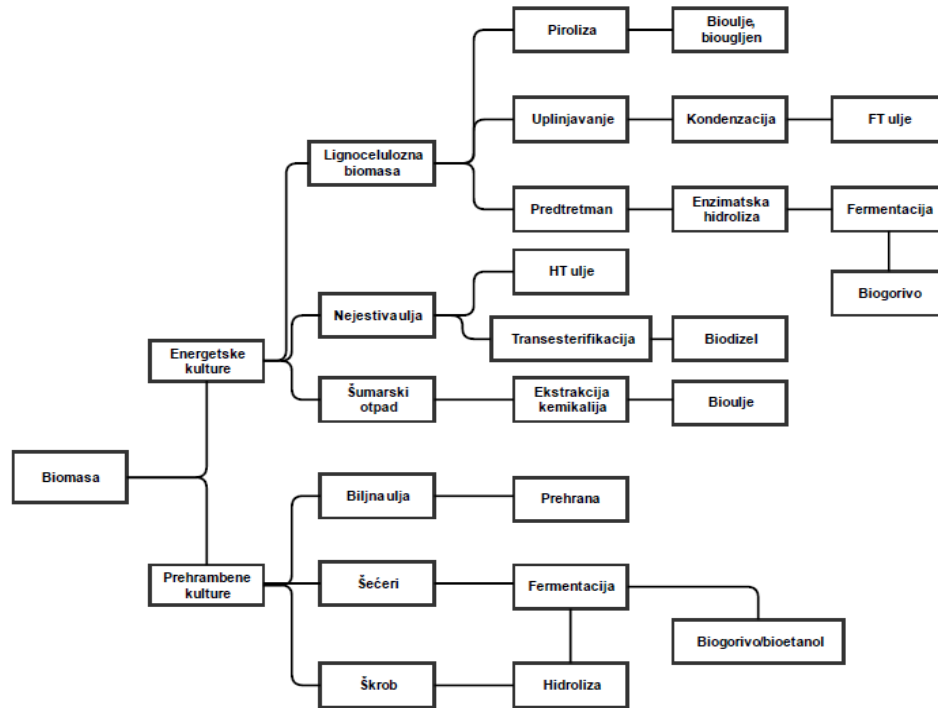 Piroliza
Bioulje,
biougljen
Uplinjavanje
Kondenzacija
FT ulje
Lignocelulozna
biomasa
Predtretman
Enzimatska
hidroliza
Fermentacija
HT ulje
Biogorivo
Nejestiva ulja
Transesterifikacija
Biodizel
Energetske
kulture
Šumarski
otpad
Ekstrakcija
kemikalija
Bioulje
Biomasa
Biljna ulja
Prehrana
Prehrambene
kulture
Šećeri
Fermentacija
Biogorivo/bioetanol
Škrob
Hidroliza